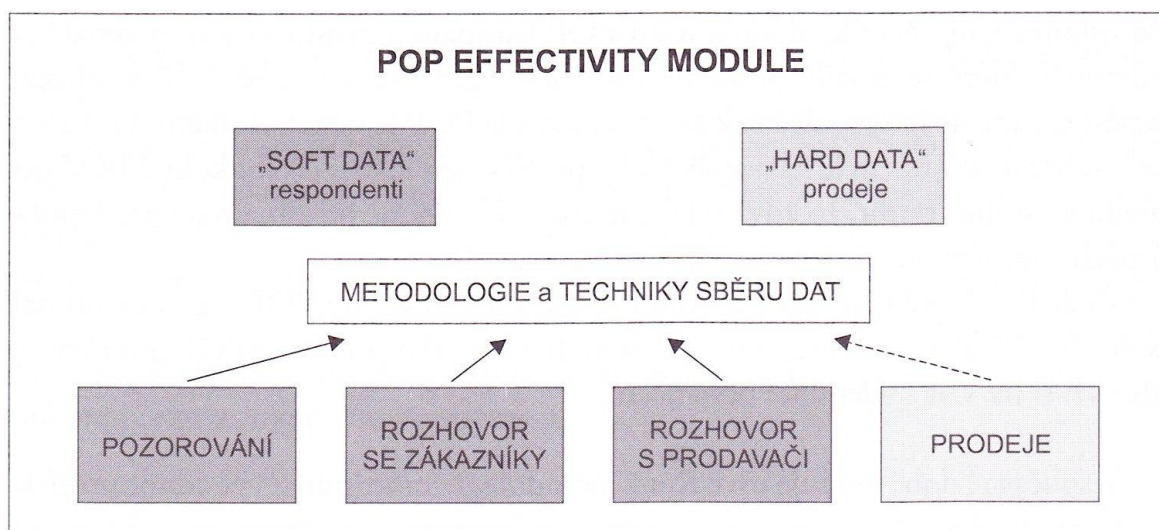 POP EFFECTIVITY MODULE
„SOFT DATA“
respondenti
„HARD DATA“
prodeje
METODOLOGIE a TECHNIKY SBĚRU DAT
POZOROVÁNÍ
ROZHOVOR
SE ZÁKAZNÍKY
ROZHOVOR
S PRODAVAČI
PRODEJE